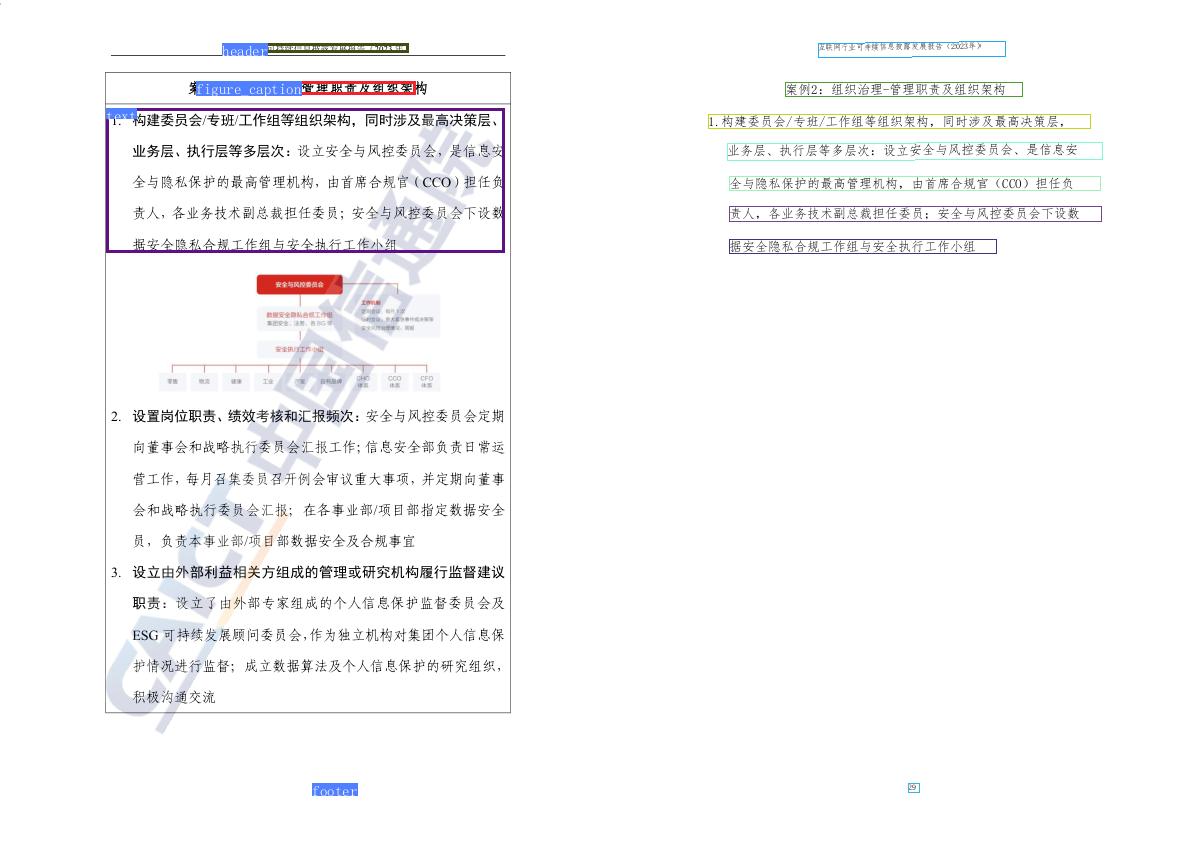 header
互联网行业可持续信息披露发展报告（2023年）
figure_caption
管理职责及组织架构
案例2：组织治理-管理职责及组织架构
text
1. 构建委员会/专班/工作组等组织架构，同时涉及最高决策层、
业务层、执行层等多层次：设立安全与风控委员会，是信息安
全与隐私保护的最高管理机构，由首席合规官（CCO）担任负
责人，各业务技术副总裁担任委员；安全与风控委员会下设数
据安全隐私合规工作组与安全执行工作小组
1.构建委员会/专班/工作组等组织架构，同时涉及最高决策层，
业务层、执行层等多层次：设立安全与风控委员会、是信息安
全与隐私保护的最高管理机构，由首席合规官（CCO）担任负
责人，各业务技术副总裁担任委员；安全与风控委员会下设数
据安全隐私合规工作组与安全执行工作小组
安全与风控委员会
工作机制
数据安全隐私合规工作组
集团安全、法务、各BG等
安全执行工作小组
零售 物流 健康 工业 CHO体系 CCO体系 CFO体系
2. 设置岗位职责、绩效考核和汇报频次：安全与风控委员会定期
向董事会和战略执行委员会汇报工作；信息安全部负责日常运
营工作，每月召集委员召开例会审议重大事项，并定期向董事
会和战略执行委员会汇报；在各事业部/项目部指定数据安全
员，负责本事业部/项目部数据安全及合规事宜
3. 设立由外部利益相关方组成的管理或研究机构履行监督建议
职责：设立了由外部专家组成的个人信息保护监督委员会及
ESG 可持续发展顾问委员会，作为独立机构对集团个人信息保
护情况进行监督；成立数据算法及个人信息保护的研究组织，
积极沟通交流
CAICT 中国信通院
footer
29